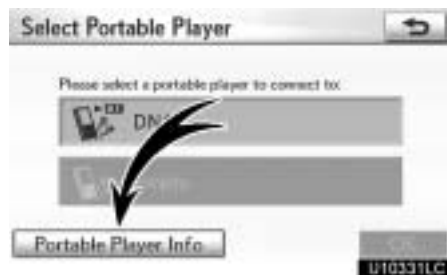 Select Portable Player
Please select a portable player to connect to:
DN
Portable Player Info
OK
U10331LC